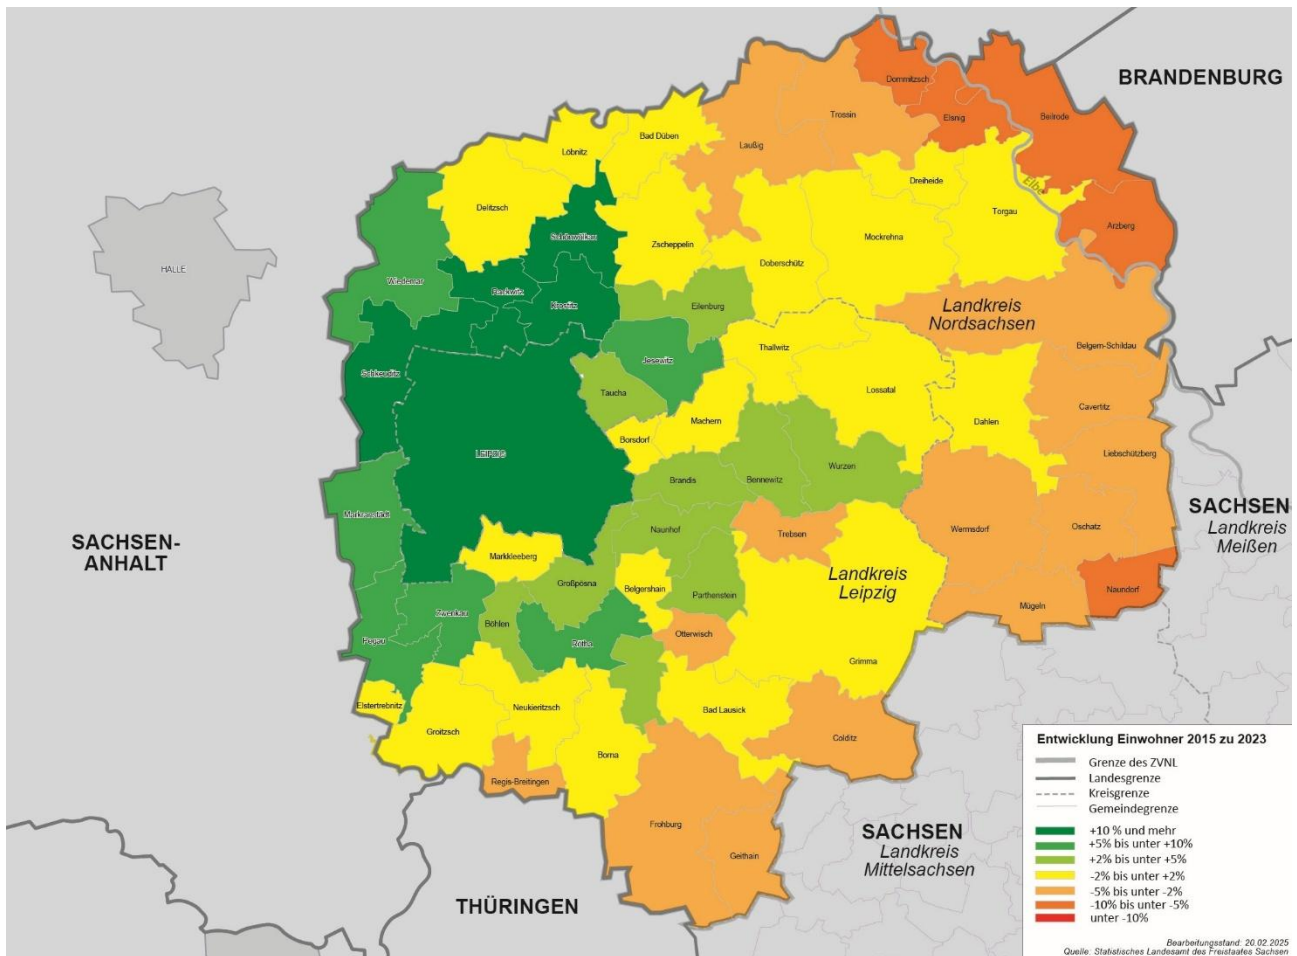 BRANDENBURG
Dommitzsch
Trossin
Elsnig
Beilrode
Bad Düben
Löbnitz
Laußig
Dreiheide
Elbe
Delitzsch
Torgau
Arzberg
Schönwölkau
Zscheppelin
Mockrehna
Doberschütz
HALLE
Wiedemar
Rackwitz
Krostitz
Eilenburg
Landkreis
Nordsachsen
Belgern-Schildau
Thallwitz
Jesewitz
Schkeuditz
Taucha
Lossatal
Cavertitz
Machern
Dahlen
Borsdorf
LEIPZIG
Liebschützberg
Wurzen
Brandis
Bennewitz
SACHSEN-
Landkreis
Meißen
Markranstädt
Naunhof
Trebsen
Wermsdorf
Oschatz
SACHSEN-
ANHALT
Markkleeberg
Großpösna
Belgershain
Parthenstein
Landkreis
Leipzig
Naundorf
Mügeln
Zwenkau
Böhlen
Pegau
Rötha
Otterwisch
Grimma
Elstertrebnitz
Neukieritzsch
Bad Lausick
Groitzsch
Colditz
Borna
Regis-Breitingen
Frohburg
Geithain
SACHSEN
Landkreis
Mittelsachsen
THÜRINGEN
Entwicklung Einwohner 2015 zu 2023
Grenze des ZVNL
Landesgrenze
Kreisgrenze
Gemeindegrenze
+10 % und mehr
+5% bis unter +10%
+2% bis unter +5%
-2% bis unter +2%
-5% bis unter -2%
-10% bis unter -5%
unter -10%
Bearbeitungsstand: 20.02.2025
Quelle: Statistisches Landesamt des Freistaates Sachsen